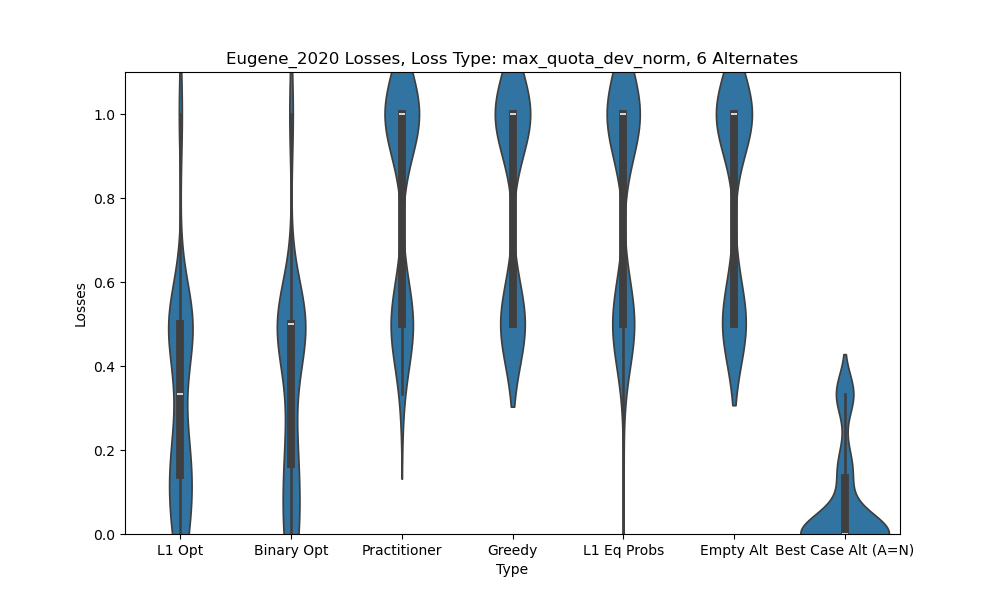 Eugene_2020 Losses, Loss Type: max_quota_dev_norm, 6 Alternates
Losses
1.0
0.8
0.6
0.4
0.2
0.0
L1 Opt Binary Opt Practitioner Greedy L1 Eq Probs Empty Alt Best Case Alt (A=N)
Type